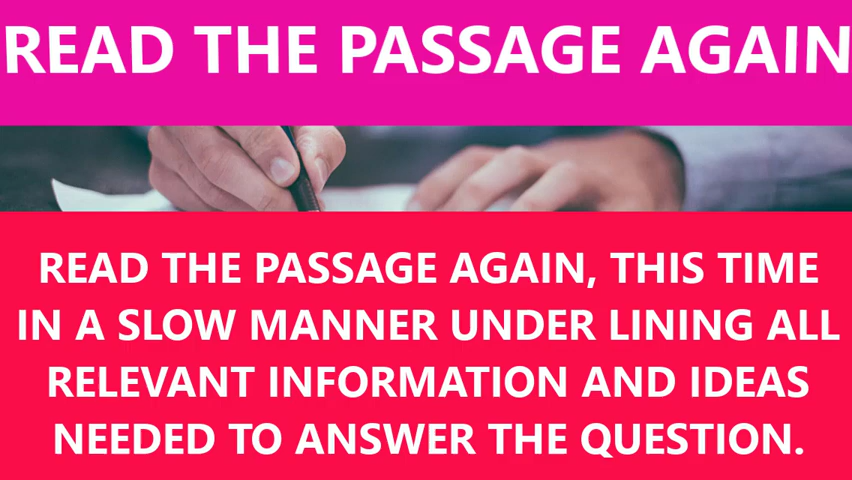 READ THE PASSAGE AGAIN
READ THE PASSAGE AGAIN, THIS TIME
IN A SLOW MANNER UNDER LINING ALL
RELEVANT INFORMATION AND IDEAS
NEEDED TO ANSWER THE QUESTION.